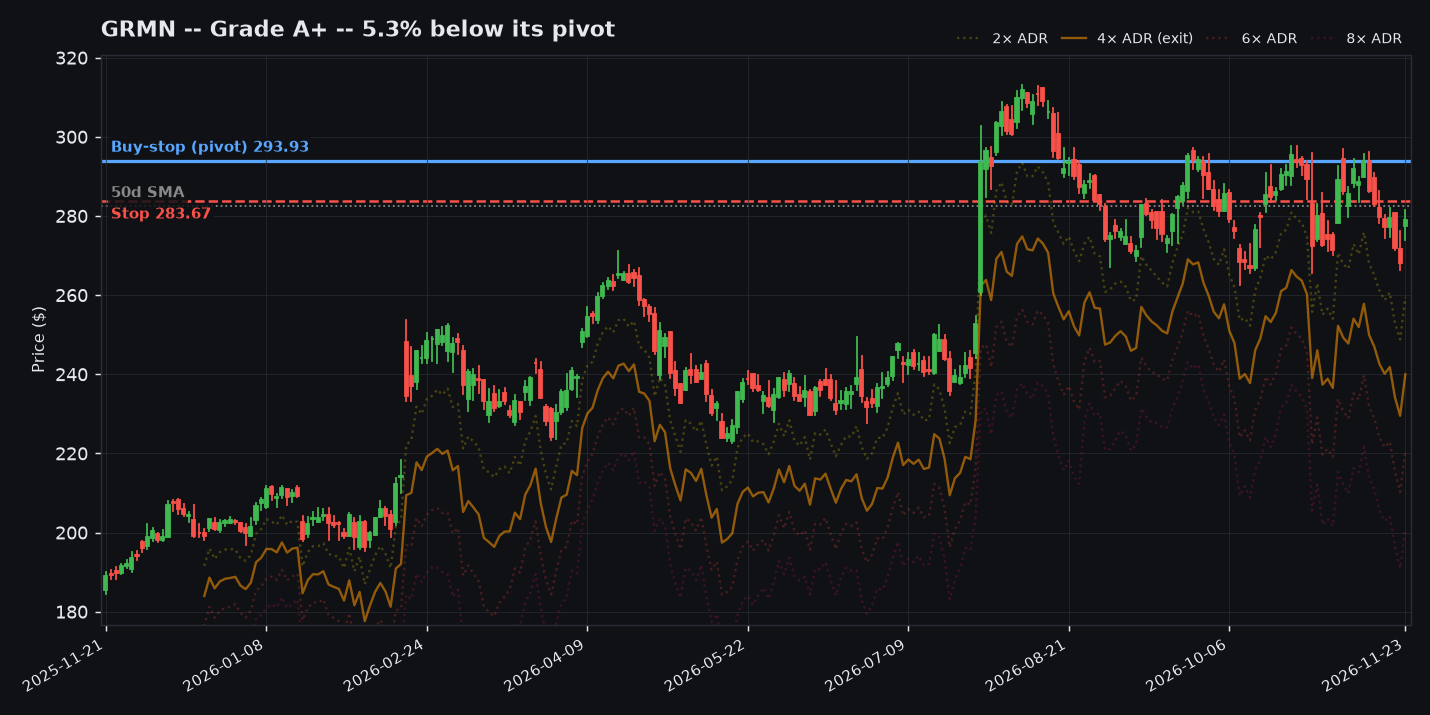 GRMN -- Grade A+ -- 5.3% below its pivot
2× ADR
4× ADR (exit)
6× ADR
8× ADR
Price ($)
320
300
280
260
240
220
200
180
Buy-stop (pivot) 293.93
50d SMA
Stop 283.67
2025-11-21
2026-01-08
2026-02-24
2026-04-09
2026-05-22
2026-07-09
2026-08-21
2026-10-06
2026-11-23